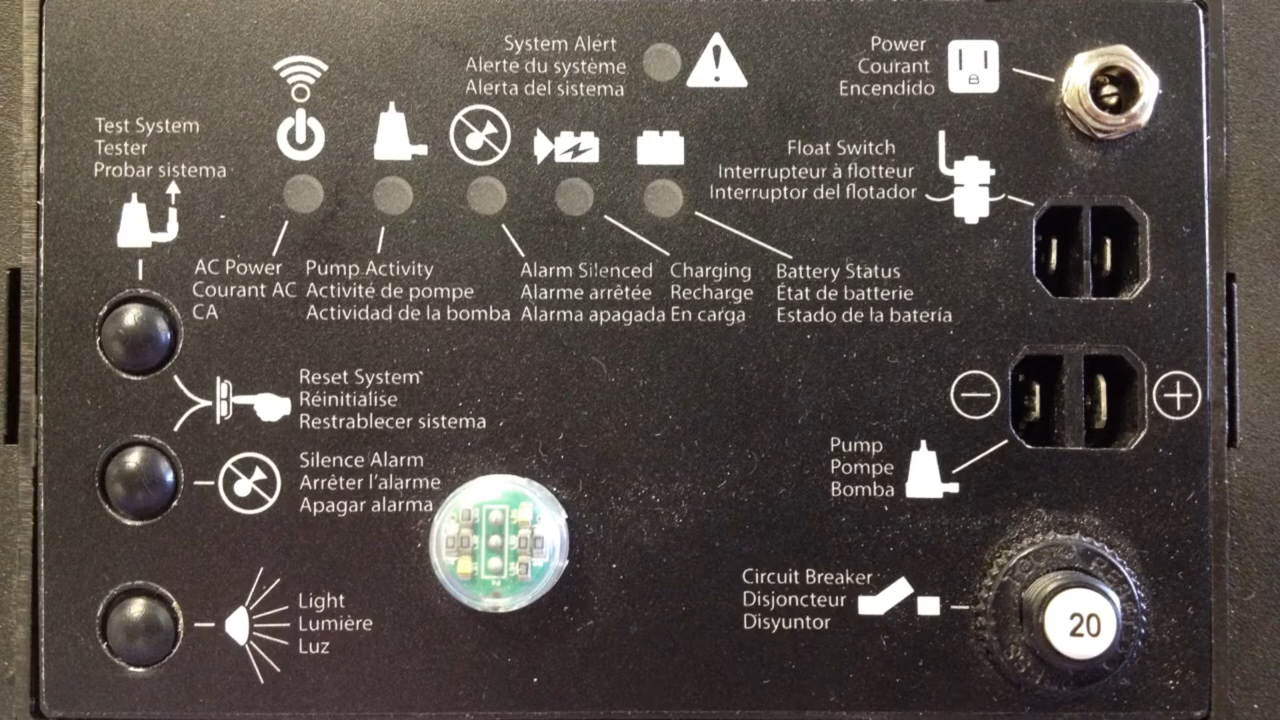 System Alert
Alerte du système
Alerta del sistema
Power
Courant
Encendido
Test System
Tester
Probar sistema
Float Switch
Interrupteur à flotteur
Interruptor del flotador
AC Power
Courant AC
CA
Pump Activity
Activité de pompe
Actividad de la bomba
Alarm Silenced
Alarme arrêtée
Alarma apagada
Charging
Recharge
En carga
Battery Status
État de batterie
Estado de la batería
Reset System
Réinitialise
Restrablecer sistema
Silence Alarm
Arrêter l'alarme
Apagar alarma
Pump
Pompe
Bomba
Light
Lumière
Luz
Circuit Breaker
Disjoncteur
Disyuntor
20